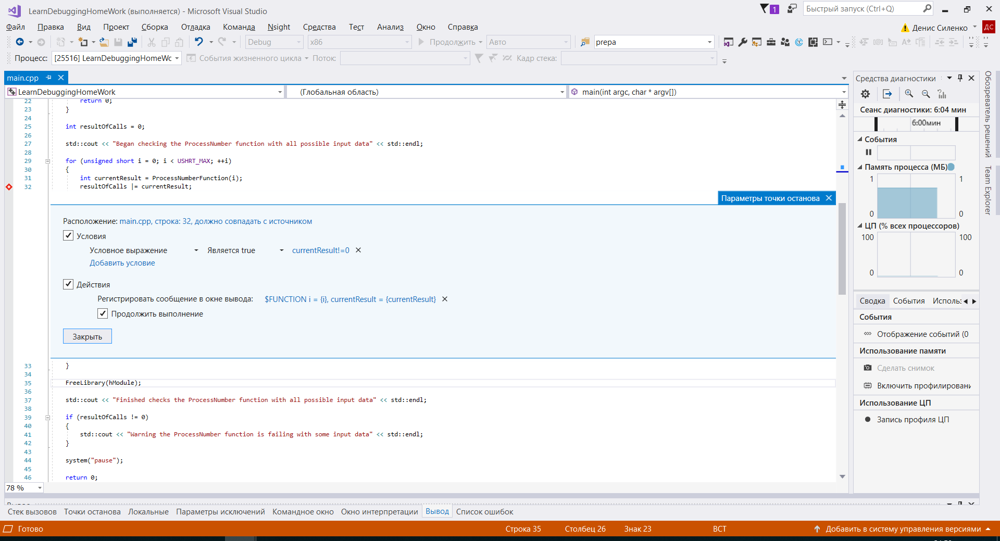 LearnDebuggingHomeWork (выполняется) - Microsoft Visual Studio
1
Быстрый запуск (Ctrl+Q)
Файл Правка Вид Проект Сборка Отладка Команда Nsight Средства Тест Анализ Окно Справка
Денис Силенко ДС
Debug x86 Продолжить Авто prepa
Процесс: [25516] LearnDebuggingHomeWc События жизненного цикла Поток: Кадр стека:
main.cpp
LearnDebuggingHomeWork (Глобальная область) main(int argc, char * argv[])
22 return 0;
23 }
24
25 int resultOfCalls = 0;
26
27 std::cout << "Began checking the ProcessNumber function with all possible input data" << std::endl;
28
29 for (unsigned short i = 0; i < USHRT_MAX; ++i)
30 {
31 int currentResult = ProcessNumberFunction(i);
32 resultOfCalls |= currentResult;
Параметры точки останова
Расположение: main.cpp, строка: 32, должно совпадать с источником
Условия
Условное выражение Является true currentResult!=0
Добавить условие
Действия
Регистрировать сообщение в окне вывода: $FUNCTION i = {i}, currentResult = {currentResult}
Продолжить выполнение
Закрыть
33 }
34
35 FreeLibrary(hModule);
36
37 std::cout << "Finished checks the ProcessNumber function with all possible input data" << std::endl;
38
39 if (resultOfCalls != 0)
40 {
41 std::cout << "Warning the ProcessNumber function is failing with some input data" << std::endl;
42 }
43
44 system("pause");
45
46 return 0;
78 %
Средства диагностики
Сеанс диагностики: 6:04 мин
6:00мин
События
Память процесса (МБ)
1 1
0 0
ЦП (% всех процессоров)
100 100
0 0
Сводка События Исполь:
События
Отображение событий (0
Использование памяти
Сделать снимок
Включить профилировани
Использование ЦП
Запись профиля ЦП
Обозреватель решений
Team Explorer
Стек вызовов Точки останова Локальные Параметры исключений Командное окно Окно интерпретации Вывод Список ошибок
Готово Строка 35 Столбец 26 Знак 23 ВСТ Добавить в систему управления версиями